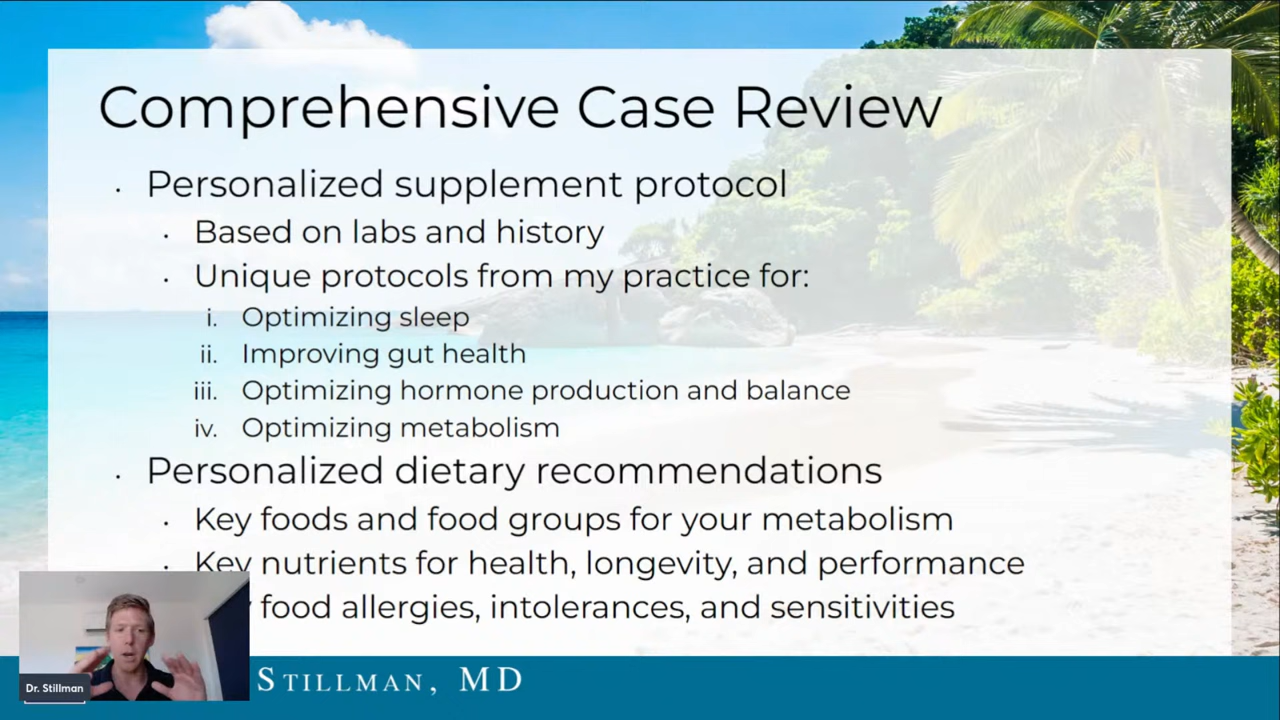 Comprehensive Case Review
· Personalized supplement protocol
· Based on labs and history
· Unique protocols from my practice for:
i. Optimizing sleep
ii. Improving gut health
iii. Optimizing hormone production and balance
iv. Optimizing metabolism
· Personalized dietary recommendations
· Key foods and food groups for your metabolism
· Key nutrients for health, longevity, and performance
food allergies, intolerances, and sensitivities
Dr. Stillman
STILLMAN, MD